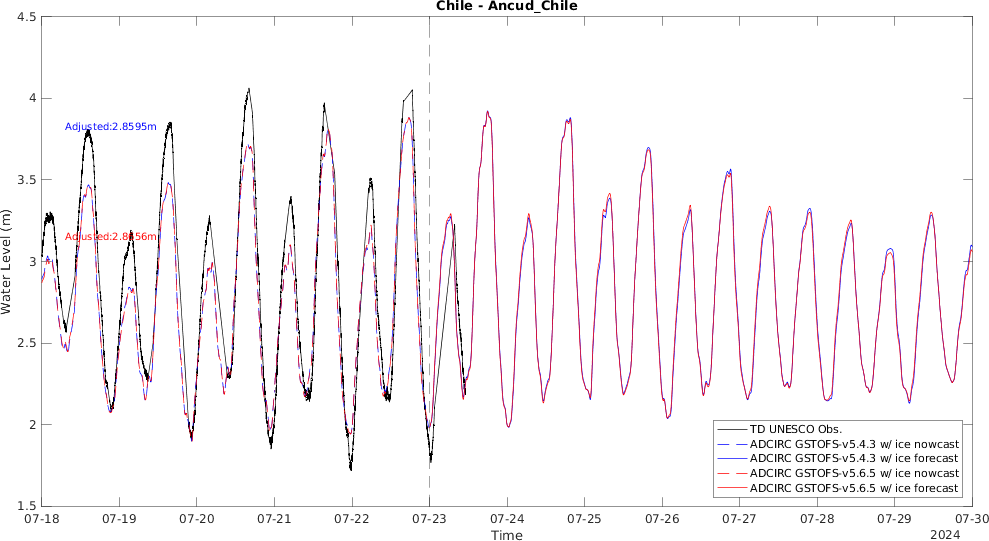 Chile - Ancud_Chile
4.5
4
3.5
3
2.5
2
1.5
Water Level (m)
Adjusted:2.8595m
Adjusted:2.8656m
TD UNESCO Obs.
ADCIRC GSTOFS-v5.4.3 w/ ice nowcast
ADCIRC GSTOFS-v5.4.3 w/ ice forecast
ADCIRC GSTOFS-v5.6.5 w/ ice nowcast
ADCIRC GSTOFS-v5.6.5 w/ ice forecast
07-18 07-19 07-20 07-21 07-22 07-23 07-24 07-25 07-26 07-27 07-28 07-29 07-30
Time
2024